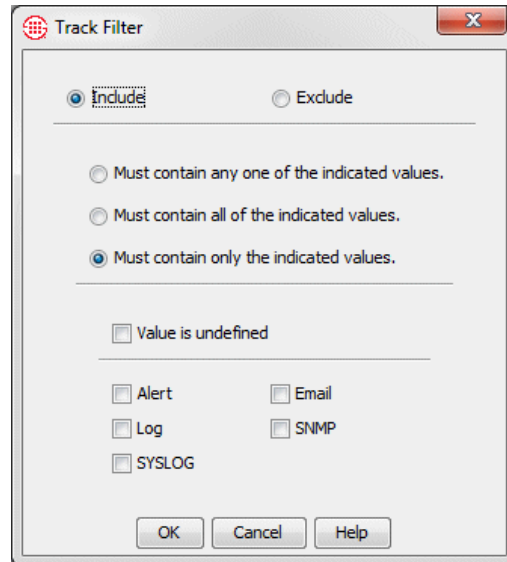 Track Filter
Include Exclude
Must contain any one of the indicated values.
Must contain all of the indicated values.
Must contain only the indicated values.
Value is undefined
Alert Email
Log SNMP
SYSLOG
OK Cancel Help